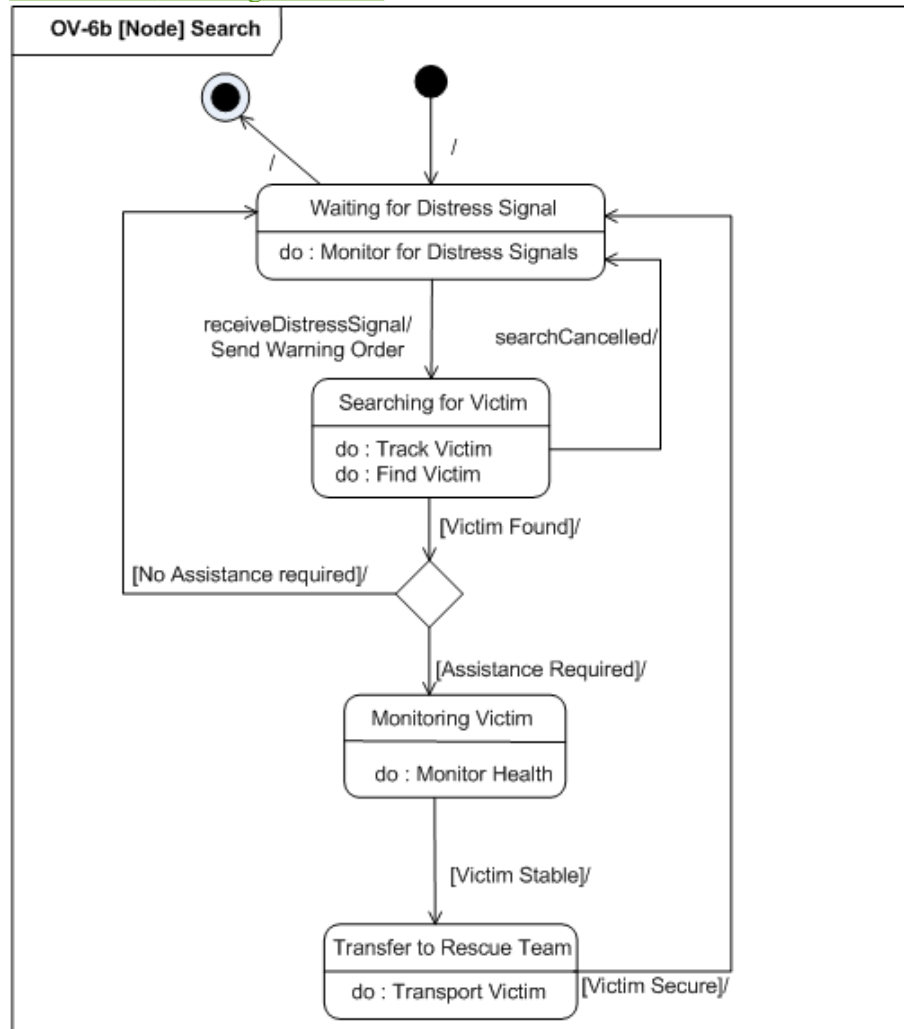 OV-6b [Node] Search
/
/
Waiting for Distress Signal
do : Monitor for Distress Signals
receiveDistressSignal/
Send Warning Order
searchCancelled/
Searching for Victim
do : Track Victim
do : Find Victim
[Victim Found]/
[No Assistance required]/
[Assistance Required]/
Monitoring Victim
do : Monitor Health
[Victim Stable]/
Transfer to Rescue Team
do : Transport Victim
[Victim Secure]/